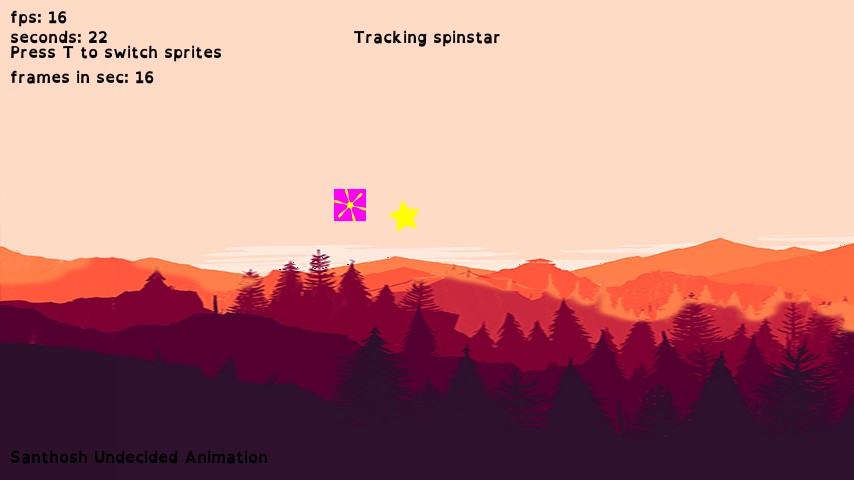 fps: 16
seconds: 22
Press T to switch sprites
frames in sec: 16
Tracking spinstar
Santhosh Undecided Animation